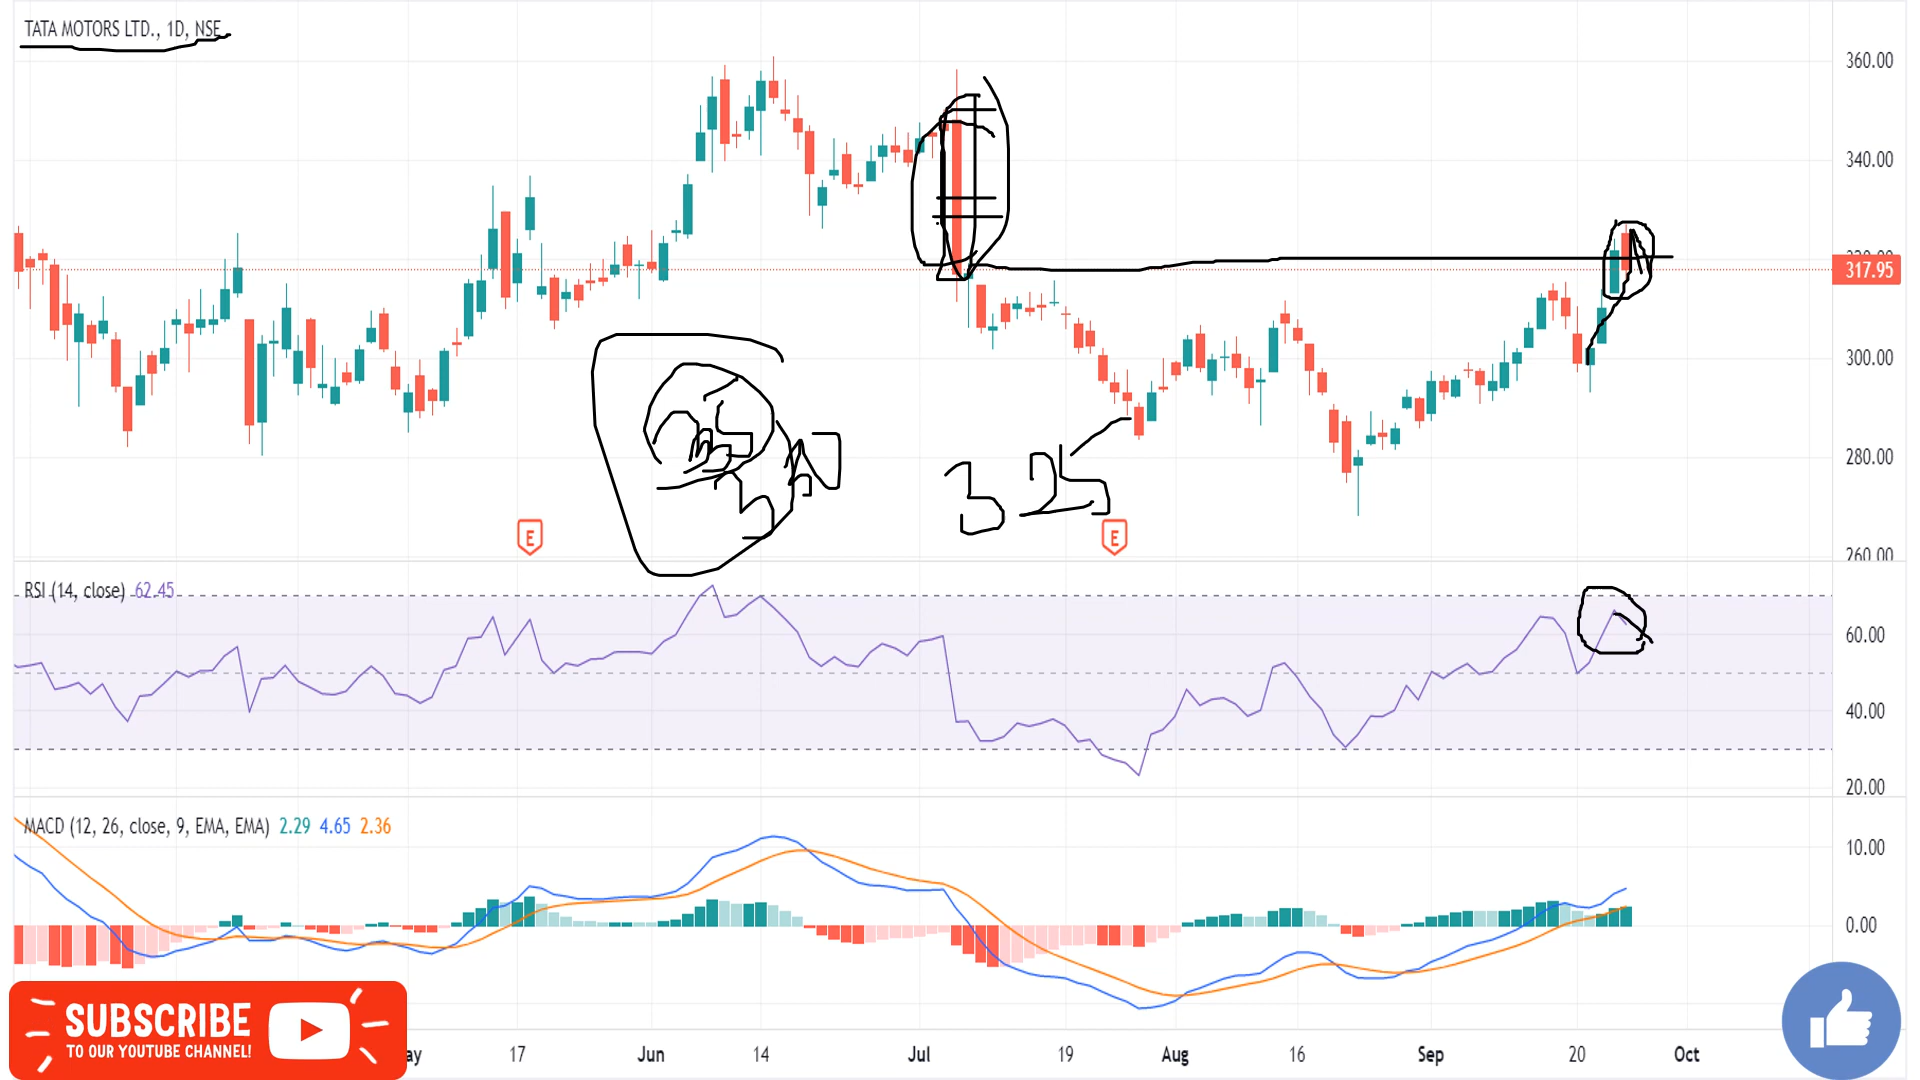 TATA MOTORS LTD., 1D, NSE
360.00
340.00
317.95
300.00
280.00
260.00
3 25
E
E
RSI (14, close) 62.45
60.00
40.00
20.00
MACD (12, 26, close, 9, EMA, EMA) 2.29 4.65 2.36
10.00
0.00
SUBSCRIBE
TO OUR YOUTUBE CHANNEL!
ay 17 Jun 14 Jul 19 Aug 16 Sep 20 Oct